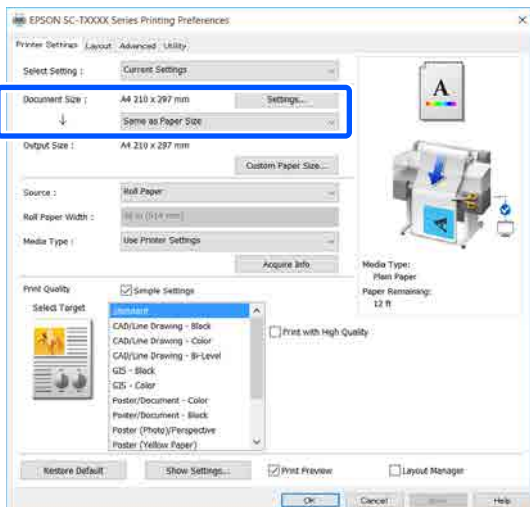 EPSON SC-TXXXX Series Printing Preferences
Printer Settings Layout Advanced Utility
Select Setting : Current Settings
Document Size : A4 210 x 297 mm Settings...
↓ Same as Paper Size
Output Size : A4 210 x 297 mm
Custom Paper Size...
Source : Roll Paper
Roll Paper Width :
Media Type : Use Printer Settings
Acquire Info
A
A
Media Type:
Plain Paper
Paper Remaining:
12 ft
Print Quality Simple Settings
Select Target
Standard
CAD/Line Drawing - Black
CAD/Line Drawing - Color
CAD/Line Drawing - Bi-Level
GIS - Black
GIS - Color
Poster/Document - Color
Poster/Document - Black
Poster (Photo)/Perspective
Poster (Yellow Paper)
Print with High Quality
Restore Default Show Settings... Print Preview Layout Manager
OK Cancel Help